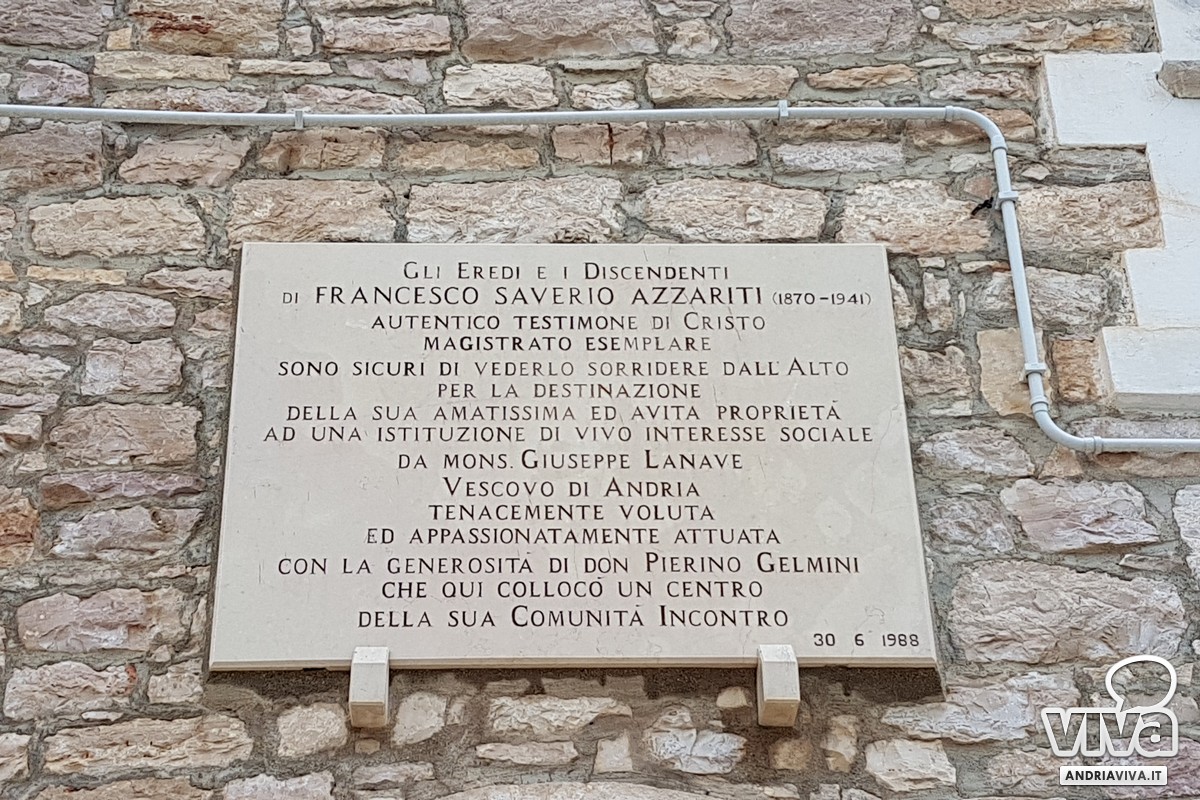 Gli Eredi e i Discendenti
di FRANCESCO SAVERIO AZZARITI (1870-1941)
autentico testimone di Cristo
magistrato esemplare
sono sicuri di vederlo sorridere dall'Alto
per la destinazione
della sua amatissima ed avita proprietà
ad una istituzione di vivo interesse sociale
da mons. Giuseppe Lanave
Vescovo di Andria
tenacemente voluta
ed appassionatamente attuata
con la generosità di don Pierino Gelmini
che qui collocò un centro
della sua Comunità Incontro
30 6 1988
viva
ANDRIAVIVA.IT